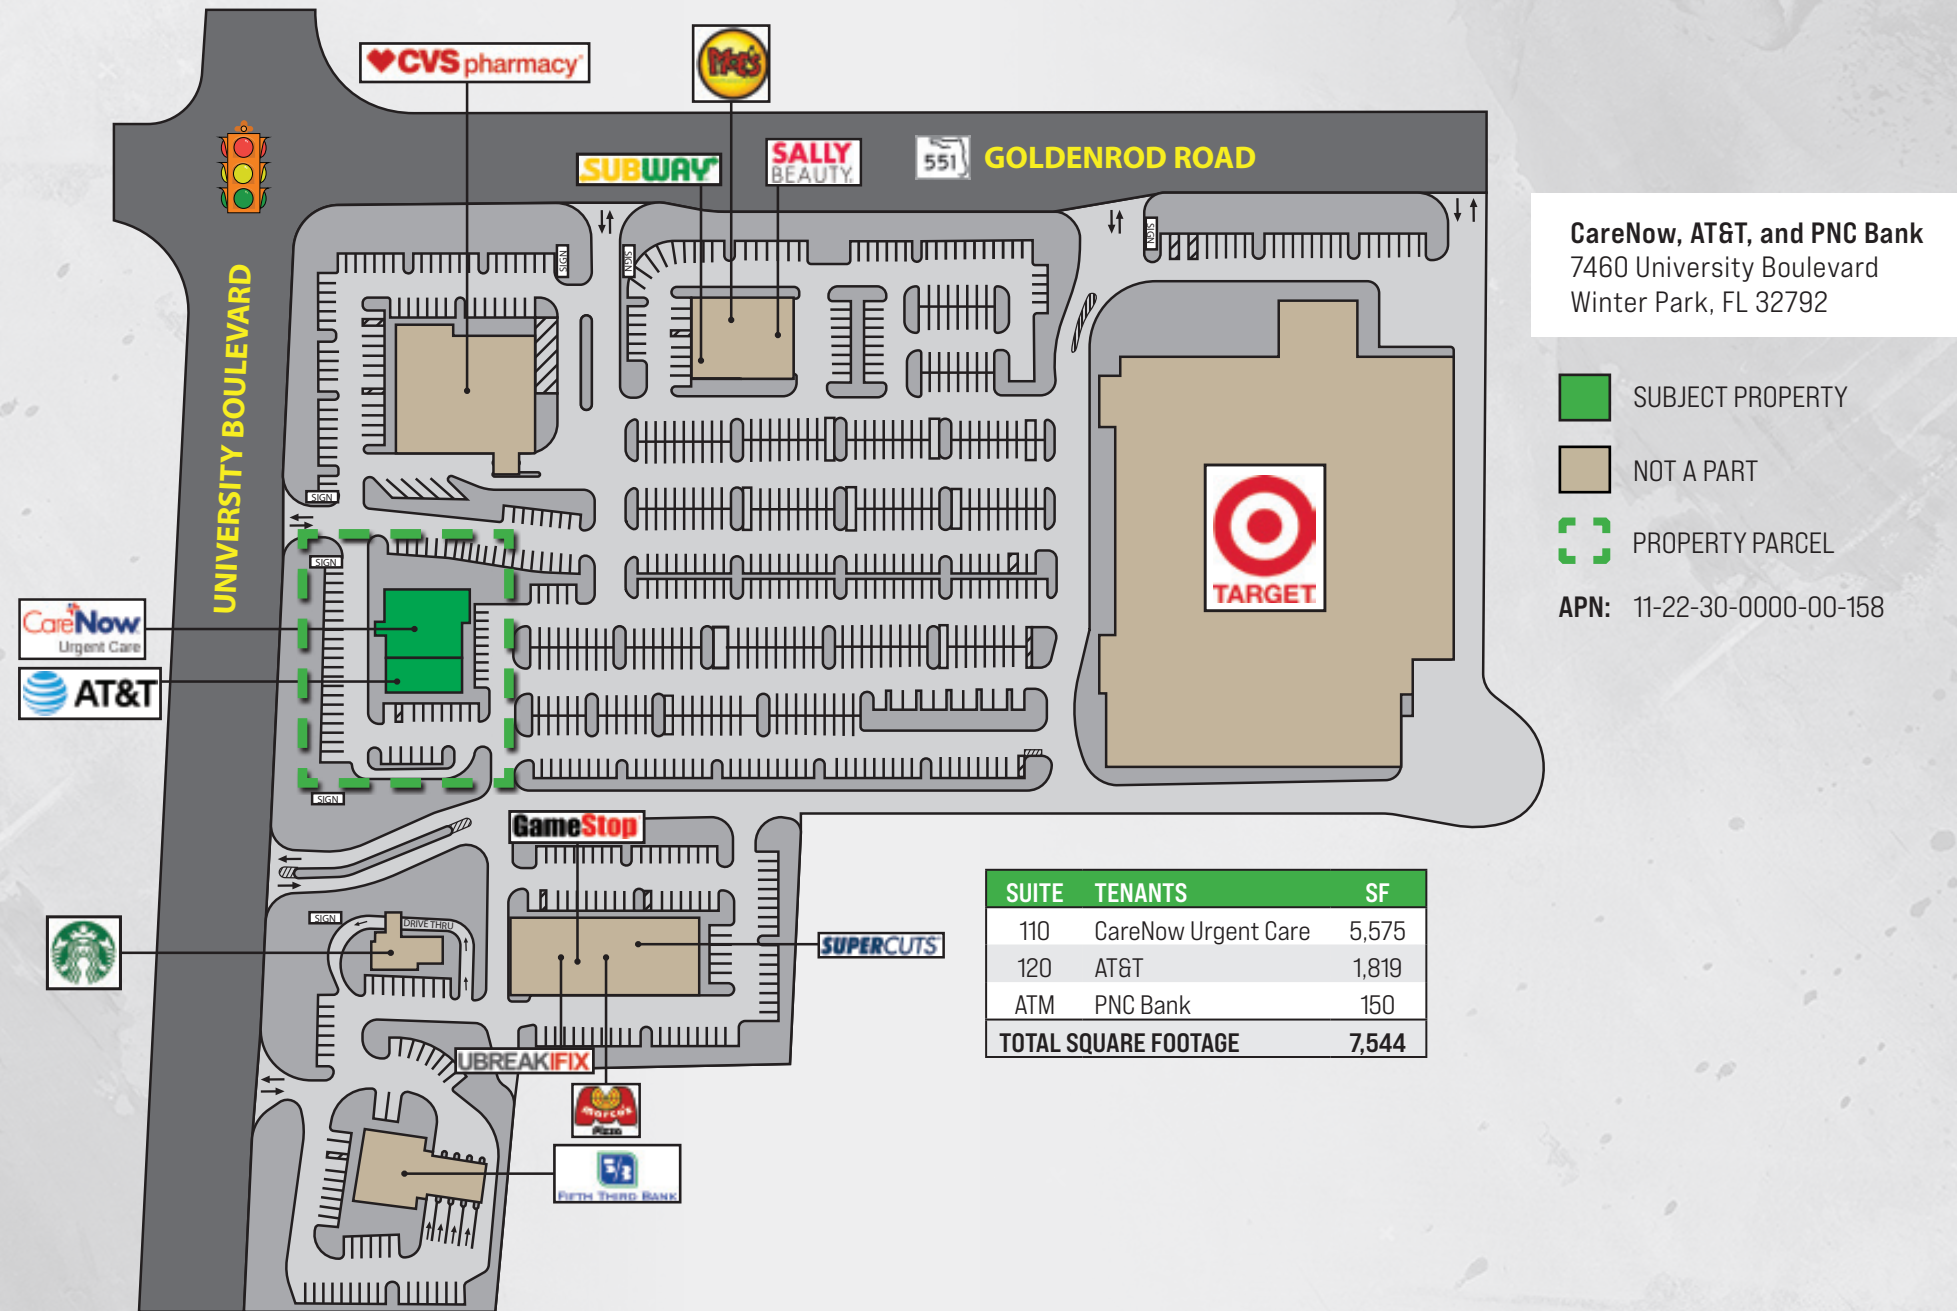 CVS pharmacy
Moe's
SUBWAY
SALLY
BEAUTY
551
GOLDENROD ROAD
UNIVERSITY BOULEVARD
SIGN
SIGN
SIGN
SIGN
SIGN
SIGN
SIGN
DRIVE THRU
CareNow
Urgent Care
AT&T
TARGET
GameStop
SUPERCUTS
UBREAKIFIX
marco's
Pizza
5/3
FIFTH THIRD BANK
CareNow, AT&T, and PNC Bank
7460 University Boulevard
Winter Park, FL 32792
SUBJECT PROPERTY
NOT A PART
PROPERTY PARCEL
APN: 11-22-30-0000-00-158
SUITE TENANTS SF
110 CareNow Urgent Care 5,575
120 AT&T 1,819
ATM PNC Bank 150
TOTAL SQUARE FOOTAGE 7,544